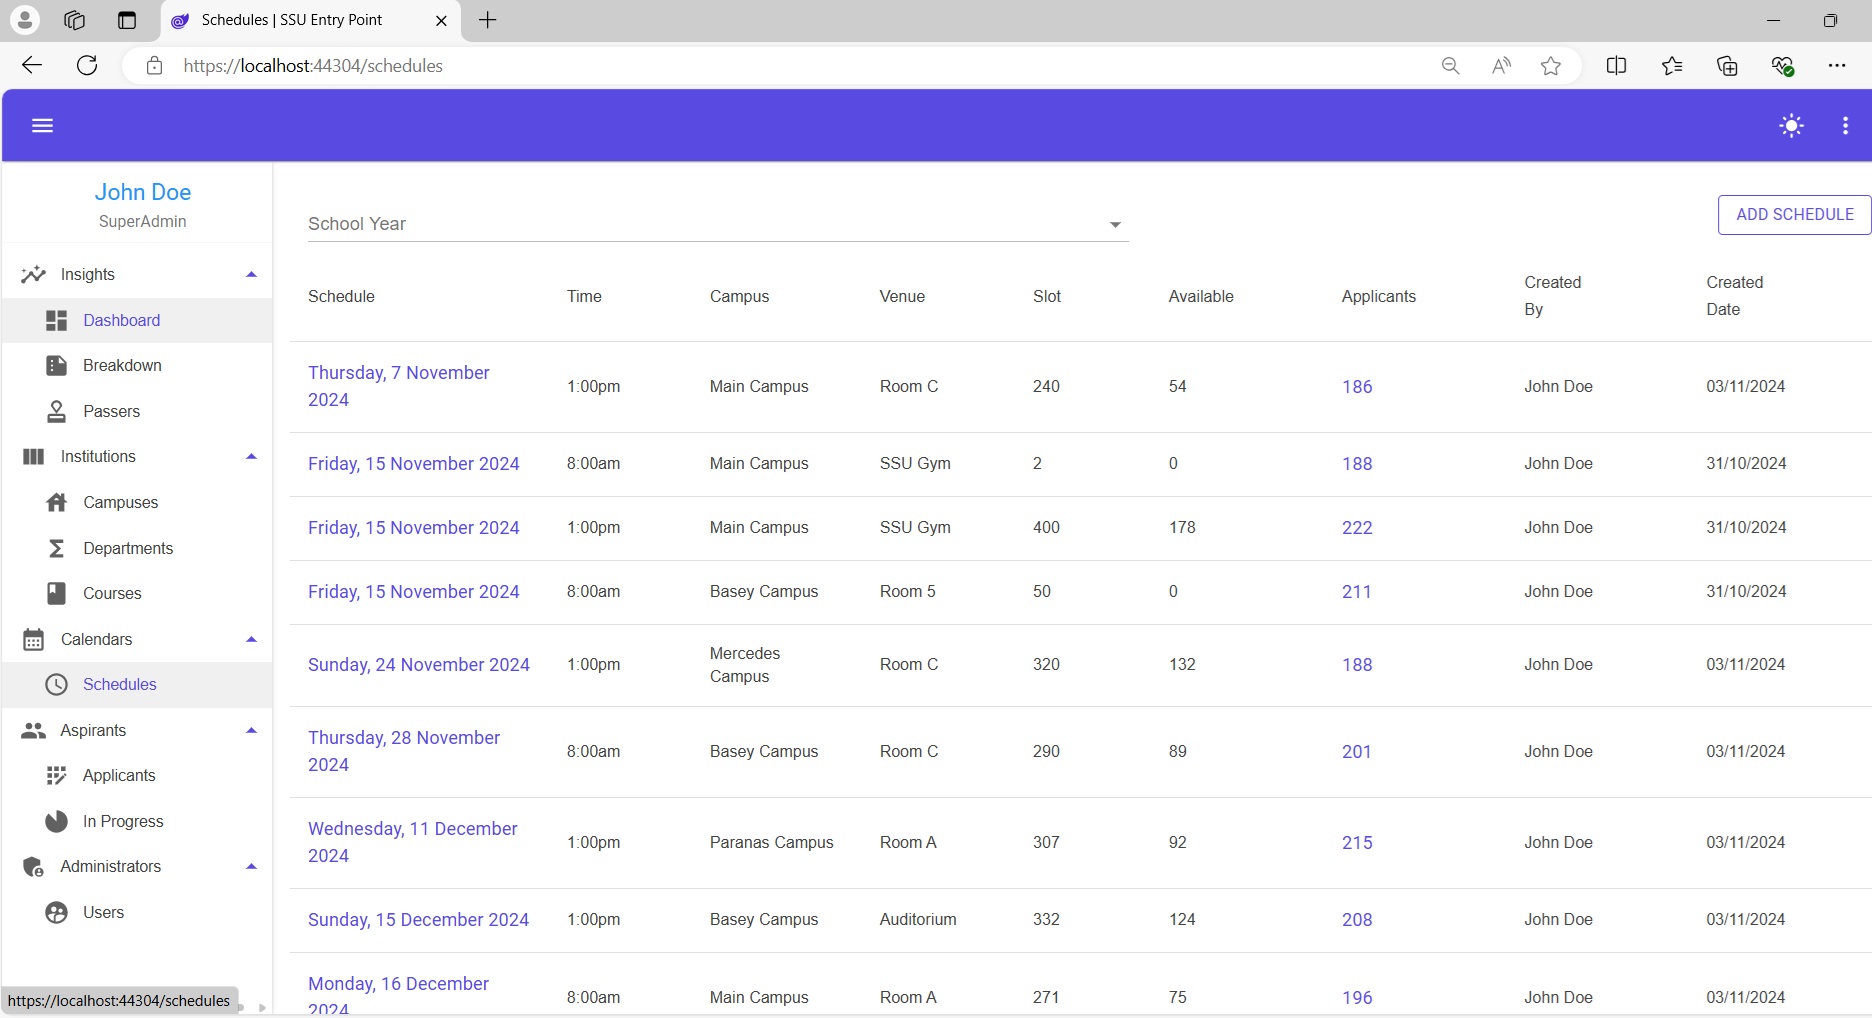 Schedules | SSU Entry Point
https://localhost:44304/schedules
John Doe
SuperAdmin
Insights
Dashboard
Breakdown
Passers
Institutions
Campuses
Departments
Courses
Calendars
Schedules
Aspirants
Applicants
In Progress
Administrators
Users
https://localhost:44304/schedules
School Year
ADD SCHEDULE
Schedule Time Campus Venue Slot Available Applicants Created By Created Date
Thursday, 7 November 2024 1:00pm Main Campus Room C 240 54 186 John Doe 03/11/2024
Friday, 15 November 2024 8:00am Main Campus SSU Gym 2 0 188 John Doe 31/10/2024
Friday, 15 November 2024 1:00pm Main Campus SSU Gym 400 178 222 John Doe 31/10/2024
Friday, 15 November 2024 8:00am Basey Campus Room 5 50 0 211 John Doe 31/10/2024
Sunday, 24 November 2024 1:00pm Mercedes Campus Room C 320 132 188 John Doe 03/11/2024
Thursday, 28 November 2024 8:00am Basey Campus Room C 290 89 201 John Doe 03/11/2024
Wednesday, 11 December 2024 1:00pm Paranas Campus Room A 307 92 215 John Doe 03/11/2024
Sunday, 15 December 2024 1:00pm Basey Campus Auditorium 332 124 208 John Doe 03/11/2024
Monday, 16 December 2024 8:00am Main Campus Room A 271 75 196 John Doe 03/11/2024